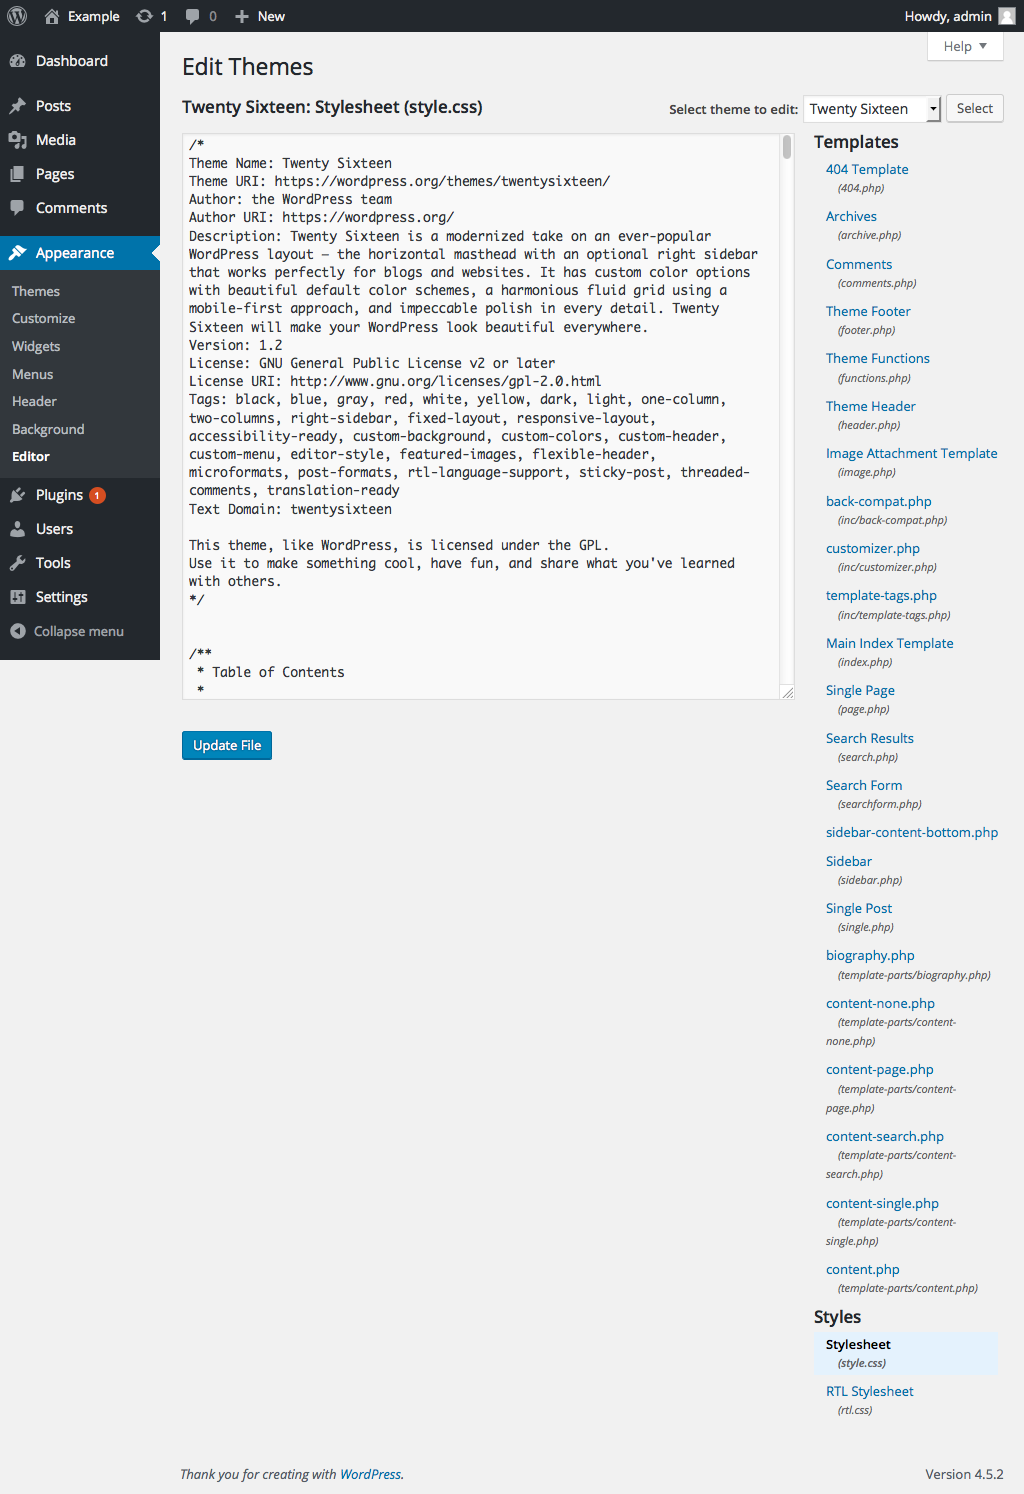 Example 1 0 New Howdy, admin
Help
Dashboard
Posts
Media
Pages
Comments
Appearance
Themes
Customize
Widgets
Menus
Header
Background
Editor
Plugins 1
Users
Tools
Settings
Collapse menu
Edit Themes
Twenty Sixteen: Stylesheet (style.css)
Select theme to edit: Twenty Sixteen Select
/*
Theme Name: Twenty Sixteen
Theme URI: https://wordpress.org/themes/twentysixteen/
Author: the WordPress team
Author URI: https://wordpress.org/
Description: Twenty Sixteen is a modernized take on an ever-popular
WordPress layout — the horizontal masthead with an optional right sidebar
that works perfectly for blogs and websites. It has custom color options
with beautiful default color schemes, a harmonious fluid grid using a
mobile-first approach, and impeccable polish in every detail. Twenty
Sixteen will make your WordPress look beautiful everywhere.
Version: 1.2
License: GNU General Public License v2 or later
License URI: http://www.gnu.org/licenses/gpl-2.0.html
Tags: black, blue, gray, red, white, yellow, dark, light, one-column,
two-columns, right-sidebar, fixed-layout, responsive-layout,
accessibility-ready, custom-background, custom-colors, custom-header,
custom-menu, editor-style, featured-images, flexible-header,
microformats, post-formats, rtl-language-support, sticky-post, threaded-
comments, translation-ready
Text Domain: twentysixteen
This theme, like WordPress, is licensed under the GPL.
Use it to make something cool, have fun, and share what you've learned
with others.
*/
/**
* Table of Contents
*
Update File
Templates
404 Template
(404.php)
Archives
(archive.php)
Comments
(comments.php)
Theme Footer
(footer.php)
Theme Functions
(functions.php)
Theme Header
(header.php)
Image Attachment Template
(image.php)
back-compat.php
(inc/back-compat.php)
customizer.php
(inc/customizer.php)
template-tags.php
(inc/template-tags.php)
Main Index Template
(index.php)
Single Page
(page.php)
Search Results
(search.php)
Search Form
(searchform.php)
sidebar-content-bottom.php
Sidebar
(sidebar.php)
Single Post
(single.php)
biography.php
(template-parts/biography.php)
content-none.php
(template-parts/content-
none.php)
content-page.php
(template-parts/content-
page.php)
content-search.php
(template-parts/content-
search.php)
content-single.php
(template-parts/content-
single.php)
content.php
(template-parts/content.php)
Styles
Stylesheet
(style.css)
RTL Stylesheet
(rtl.css)
Thank you for creating with WordPress. Version 4.5.2